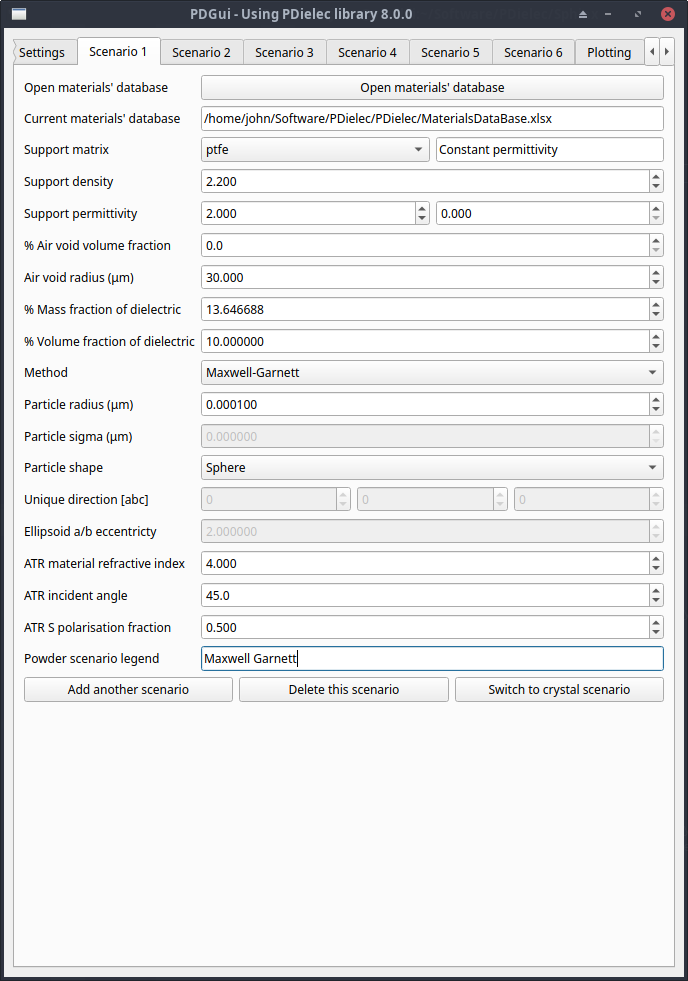 PDGui - Using PDielec library 8.0.0
Settings Scenario 1 Scenario 2 Scenario 3 Scenario 4 Scenario 5 Scenario 6 Plotting
Open materials' database Open materials' database
Current materials' database /home/john/Software/PDielec/PDielec/MaterialsDataBase.xlsx
Support matrix ptfe Constant permittivity
Support density 2.200
Support permittivity 2.000 0.000
% Air void volume fraction 0.0
Air void radius (μm) 30.000
% Mass fraction of dielectric 13.646688
% Volume fraction of dielectric 10.000000
Method Maxwell-Garnett
Particle radius (μm) 0.000100
Particle sigma (μm) 0.000000
Particle shape Sphere
Unique direction [abc] 0 0 0
Ellipsoid a/b eccentricty 2.000000
ATR material refractive index 4.000
ATR incident angle 45.0
ATR S polarisation fraction 0.500
Powder scenario legend Maxwell Garnett
Add another scenario Delete this scenario Switch to crystal scenario